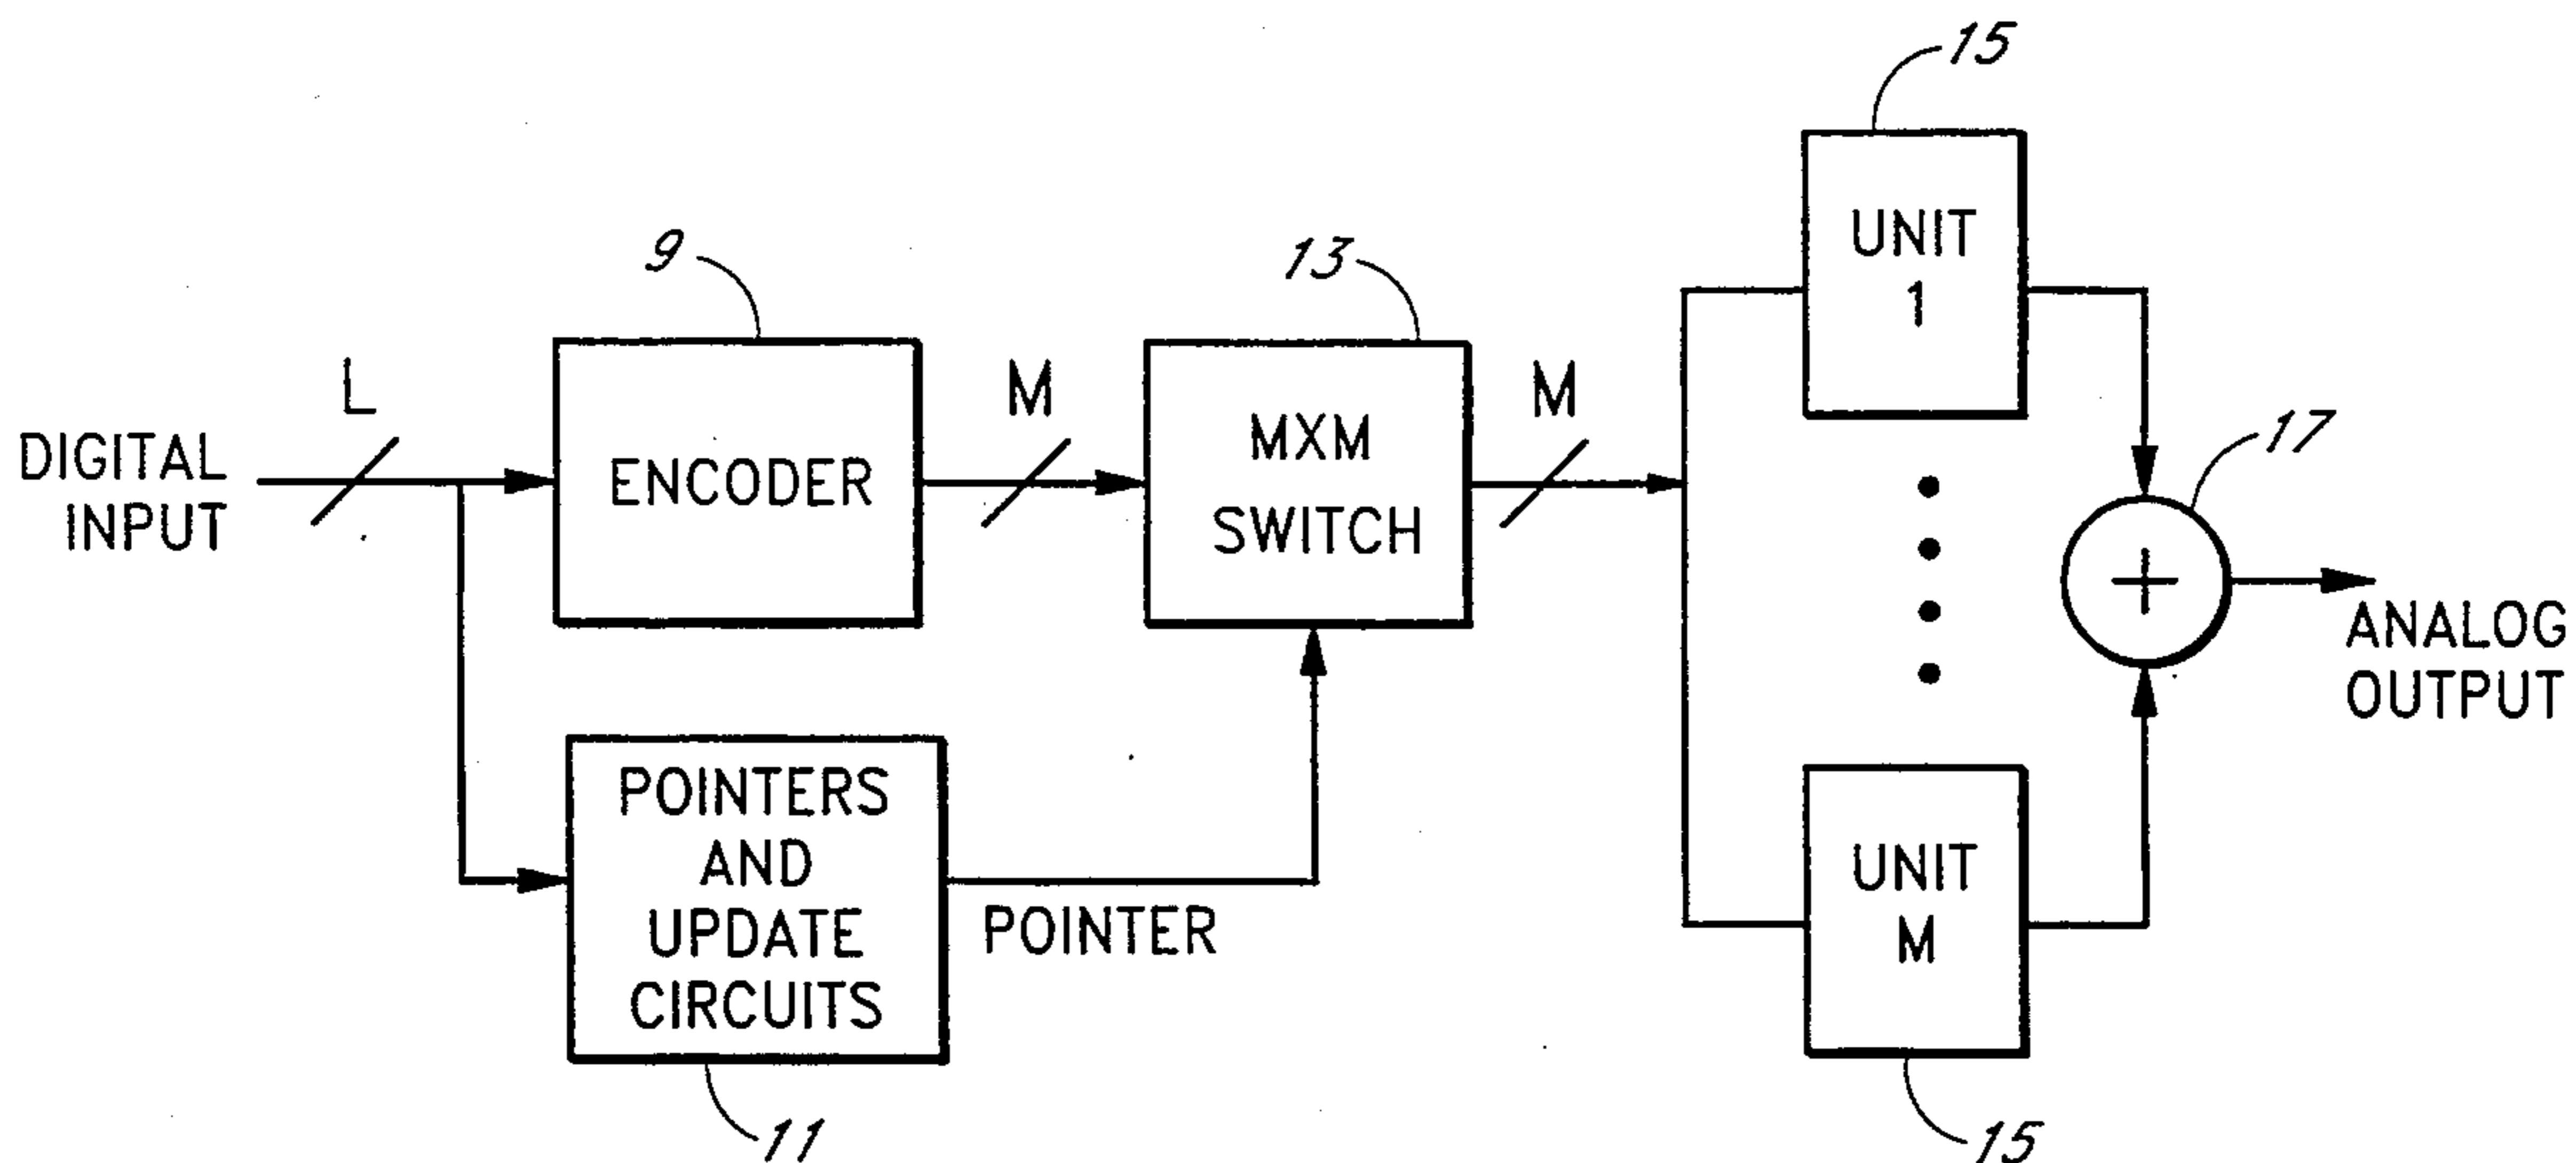 15
UNIT
1
9
13
L
M
M
DIGITAL
INPUT
ENCODER
MXM
SWITCH
17
+
ANALOG
OUTPUT
POINTERS
AND
UPDATE
CIRCUITS
POINTER
UNIT
M
11
15